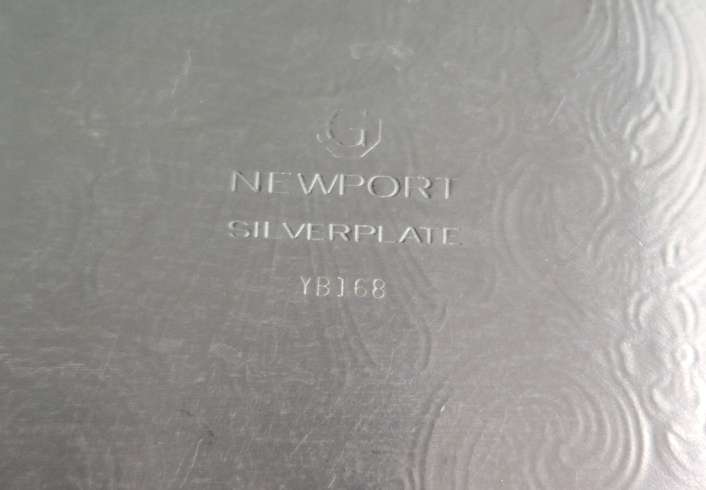 G
NEWPORT
SILVERPLATE
YB168